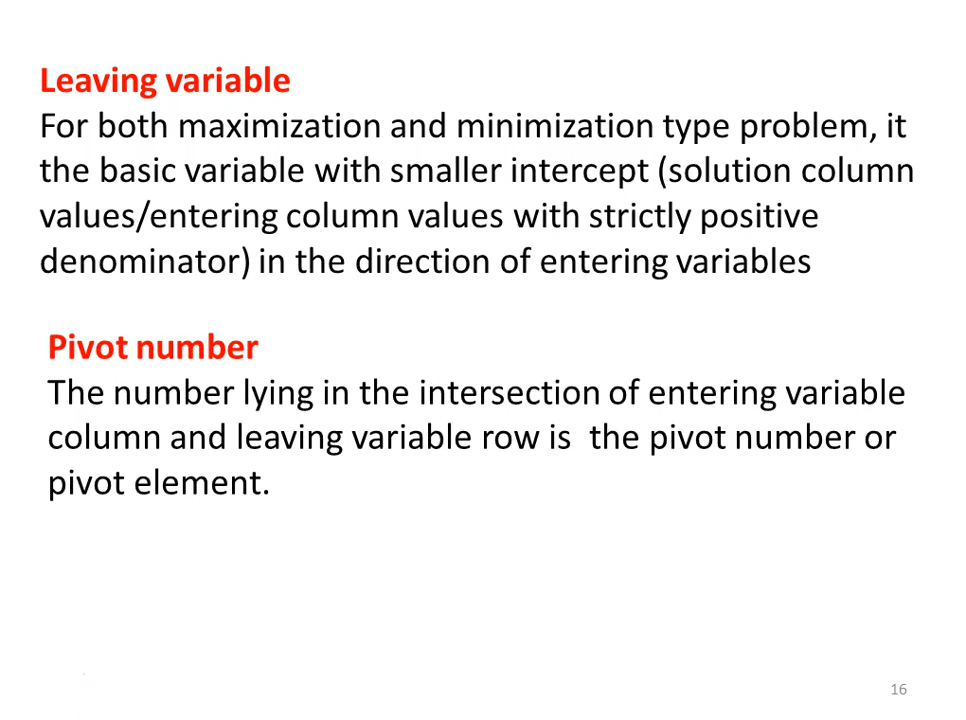 Leaving variable
For both maximization and minimization type problem, it
the basic variable with smaller intercept (solution column
values/entering column values with strictly positive
denominator) in the direction of entering variables
Pivot number
The number lying in the intersection of entering variable
column and leaving variable row is  the pivot number or
pivot element.
16